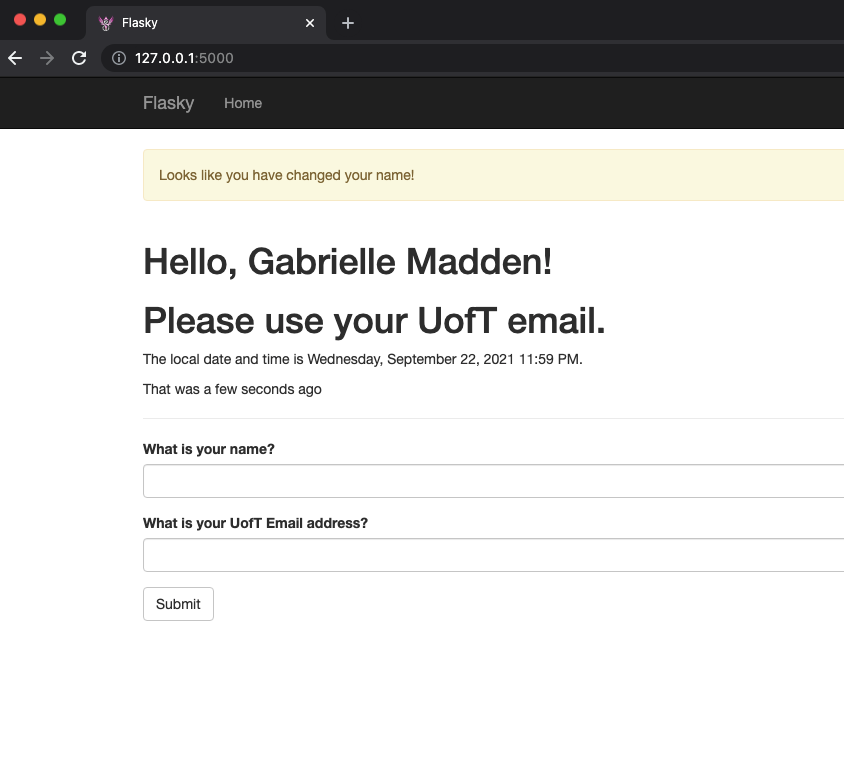 Flasky
127.0.0.1:5000
Flasky Home
Looks like you have changed your name!
Hello, Gabrielle Madden!
Please use your UofT email.
The local date and time is Wednesday, September 22, 2021 11:59 PM.
That was a few seconds ago
What is your name?
What is your UofT Email address?
Submit